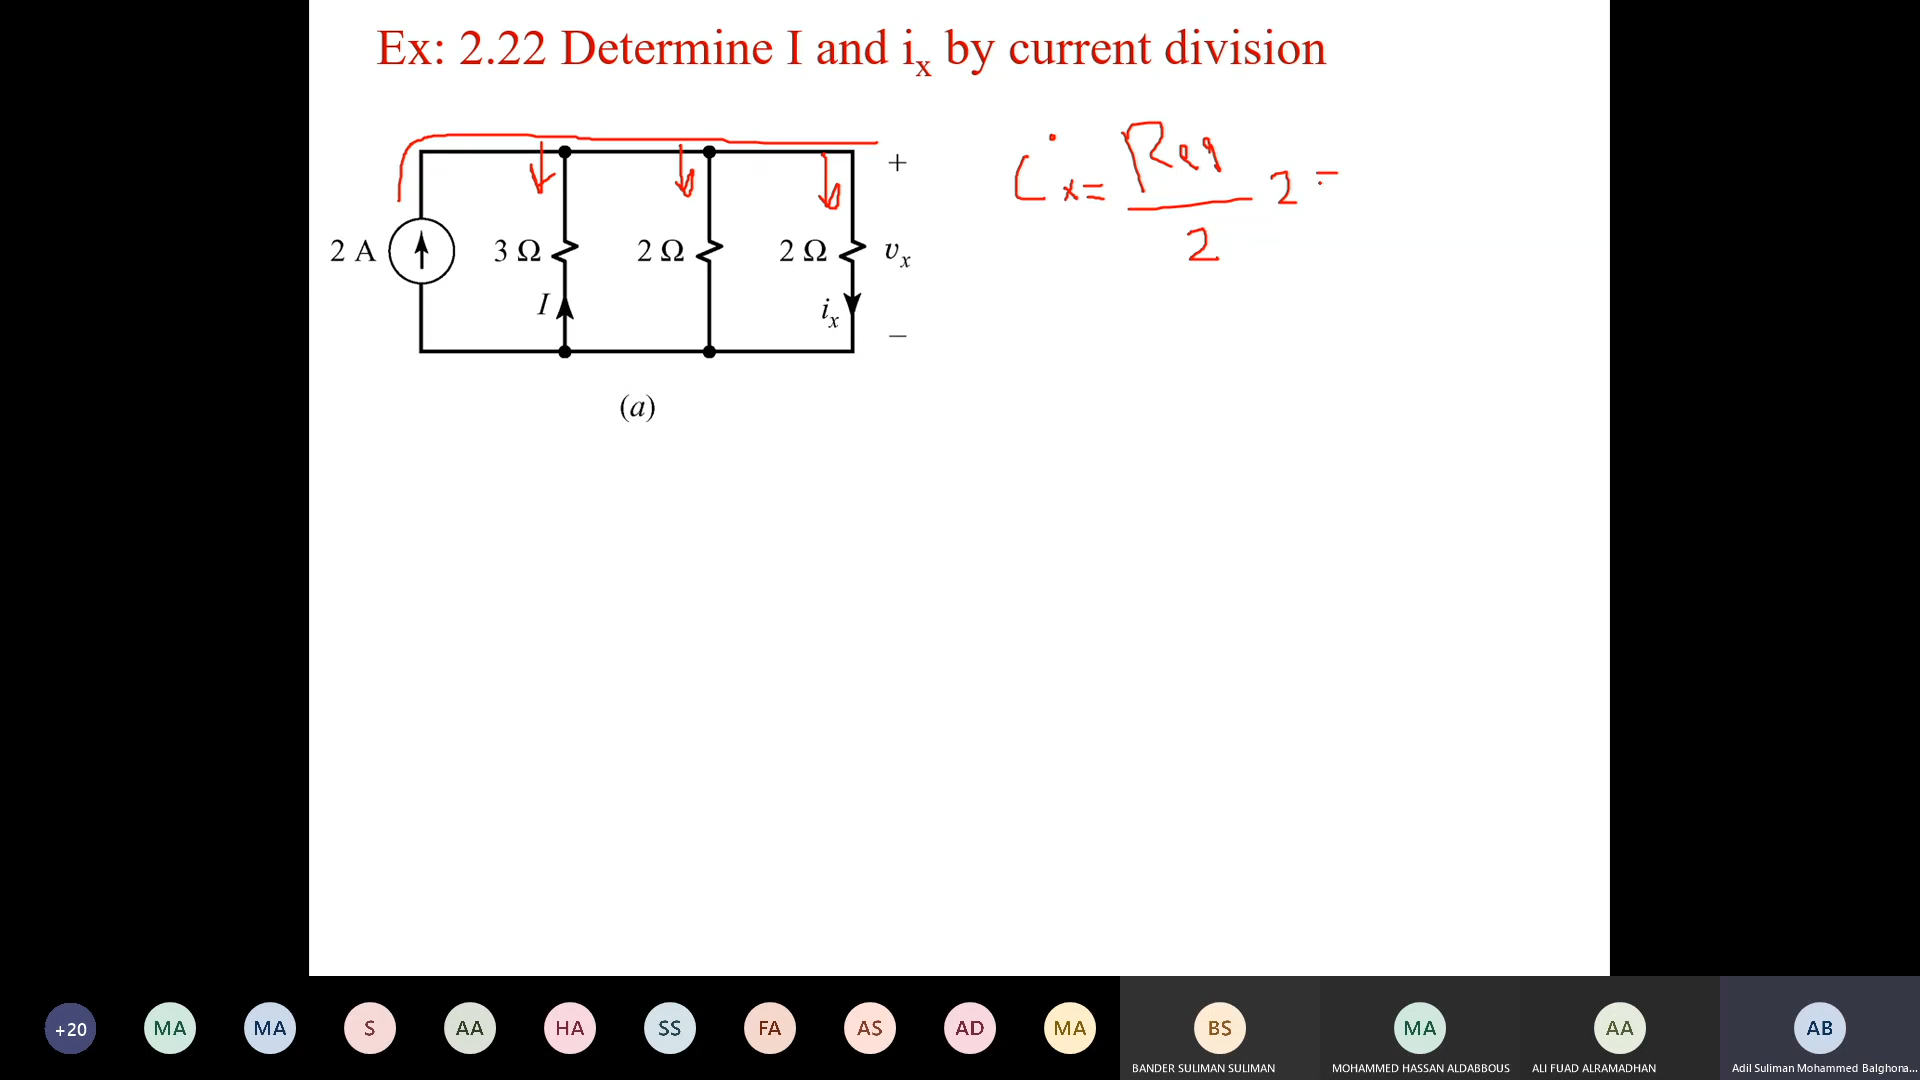 Ex: 2.22 Determine I and ix by current division
ix = Req/2 2 =
+
2 A
3 Ω
2 Ω
2 Ω
vx
I
ix
−
(a)
+20
MA
MA
S
AA
HA
SS
FA
AS
AD
MA
BS
MA
AA
AB
BANDER SULIMAN SULIMAN
MOHAMMED HASSAN ALDABBOUS
ALI FUAD ALRAMADHAN
Adil Suliman Mohammed Balghona...